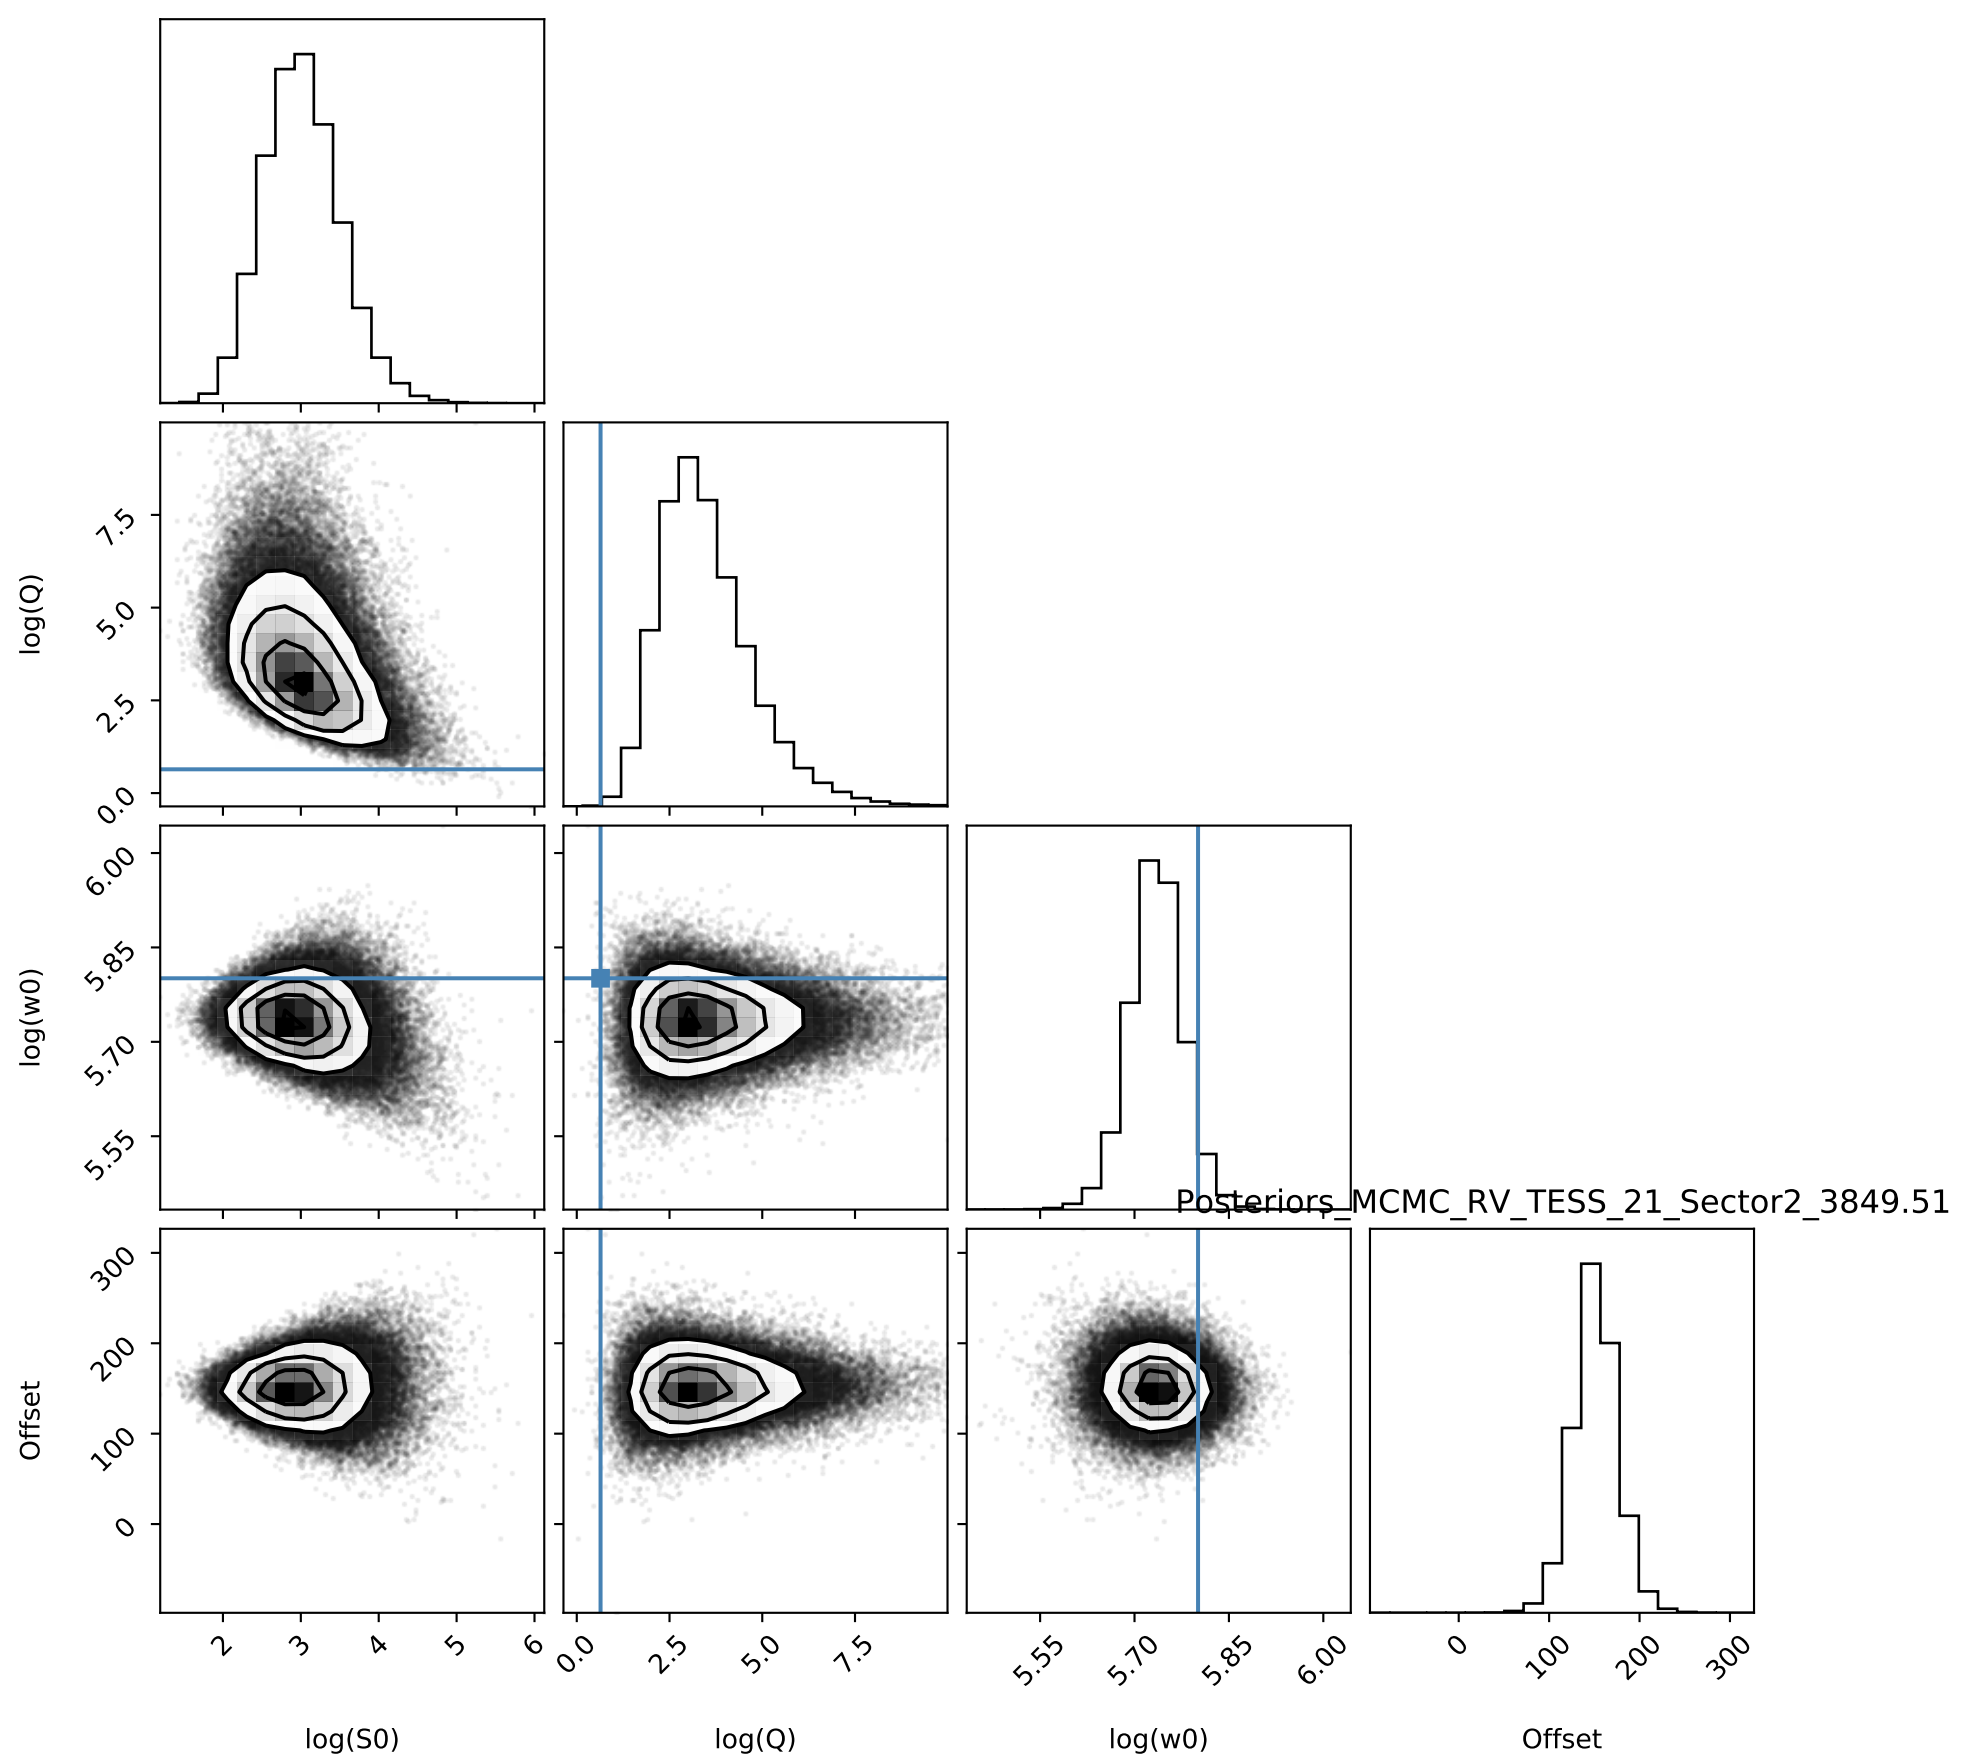 log(Q)
7.5
5.0
2.5
0.0
log(w0)
6.00
5.85
5.70
5.55
Posteriors_MCMC_RV_TESS_21_Sector2_3849.51
Offset
300
200
100
0
2 3 4 5 6 0.0 2.5 5.0 7.5 5.55 5.70 5.85 6.00 0 100 200 300
log(S0) log(Q) log(w0) Offset